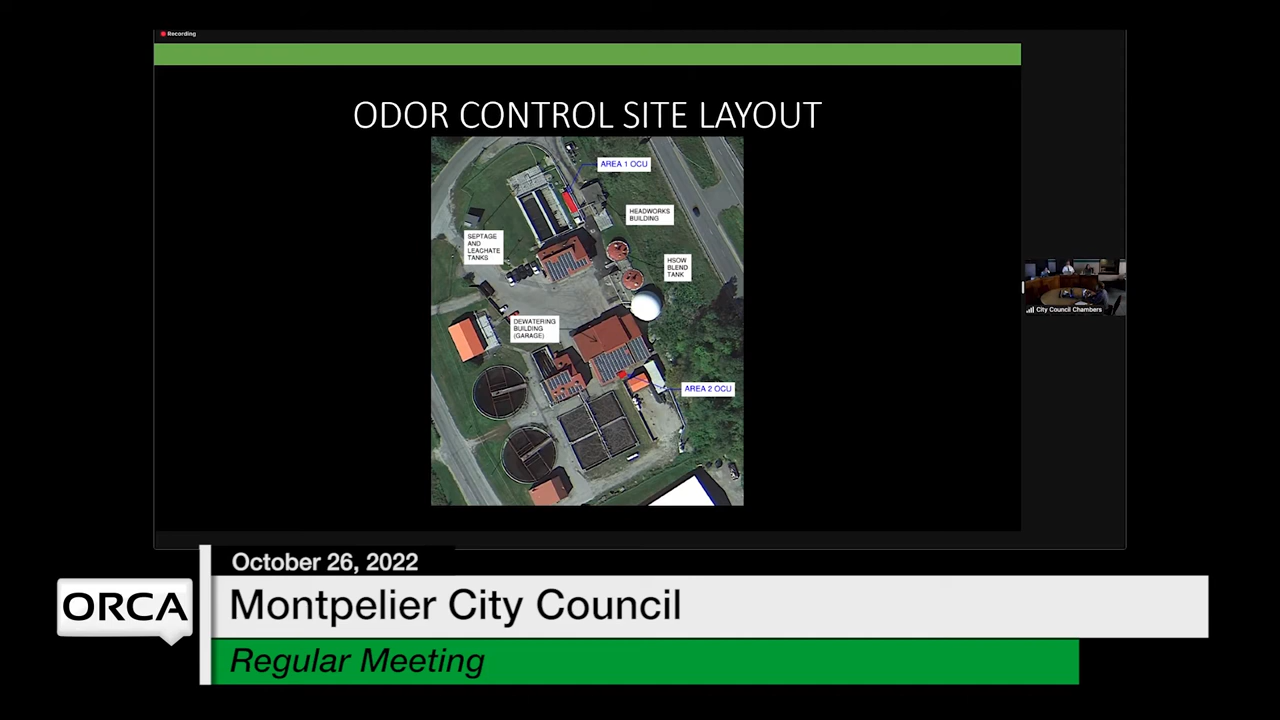 Recording
ODOR CONTROL SITE LAYOUT
AREA 1 OCU
HEADWORKS
BUILDING
SEPTAGE
AND
LEACHATE
TANKS
HSOW
BLEND
TANK
DEWATERING
BUILDING
(GARAGE)
AREA 2 OCU
City Council Chambers
October 26, 2022
ORCA
Montpelier City Council
Regular Meeting